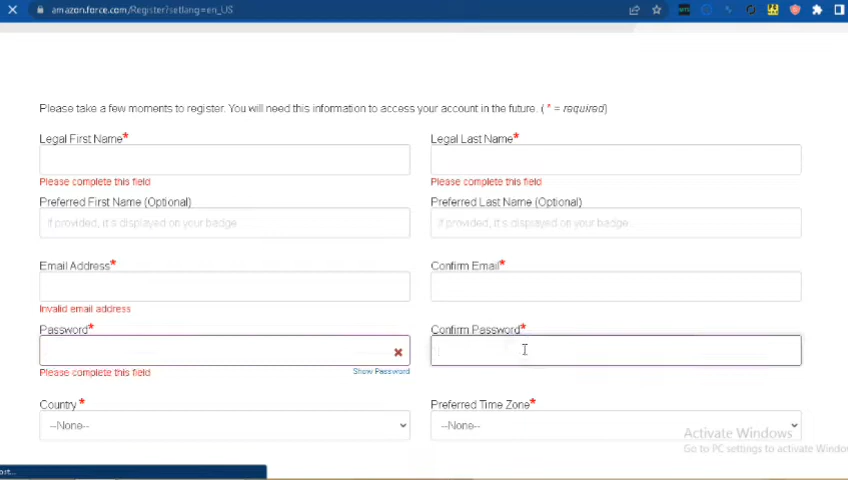 amazon.force.com/Register?setlang=en_US
Please take a few moments to register. You will need this information to access your account in the future. ( * = required)
Legal First Name* Legal Last Name*
Please complete this field Please complete this field
Preferred First Name (Optional) Preferred Last Name (Optional)
If provided, it's displayed on your badge If provided, it's displayed on your badge
Email Address* Confirm Email*
Invalid email address
Password* Confirm Password*
Please complete this field Show Password
Country * Preferred Time Zone*
--None-- --None--
Activate Windows
Go to PC settings to activate Windo